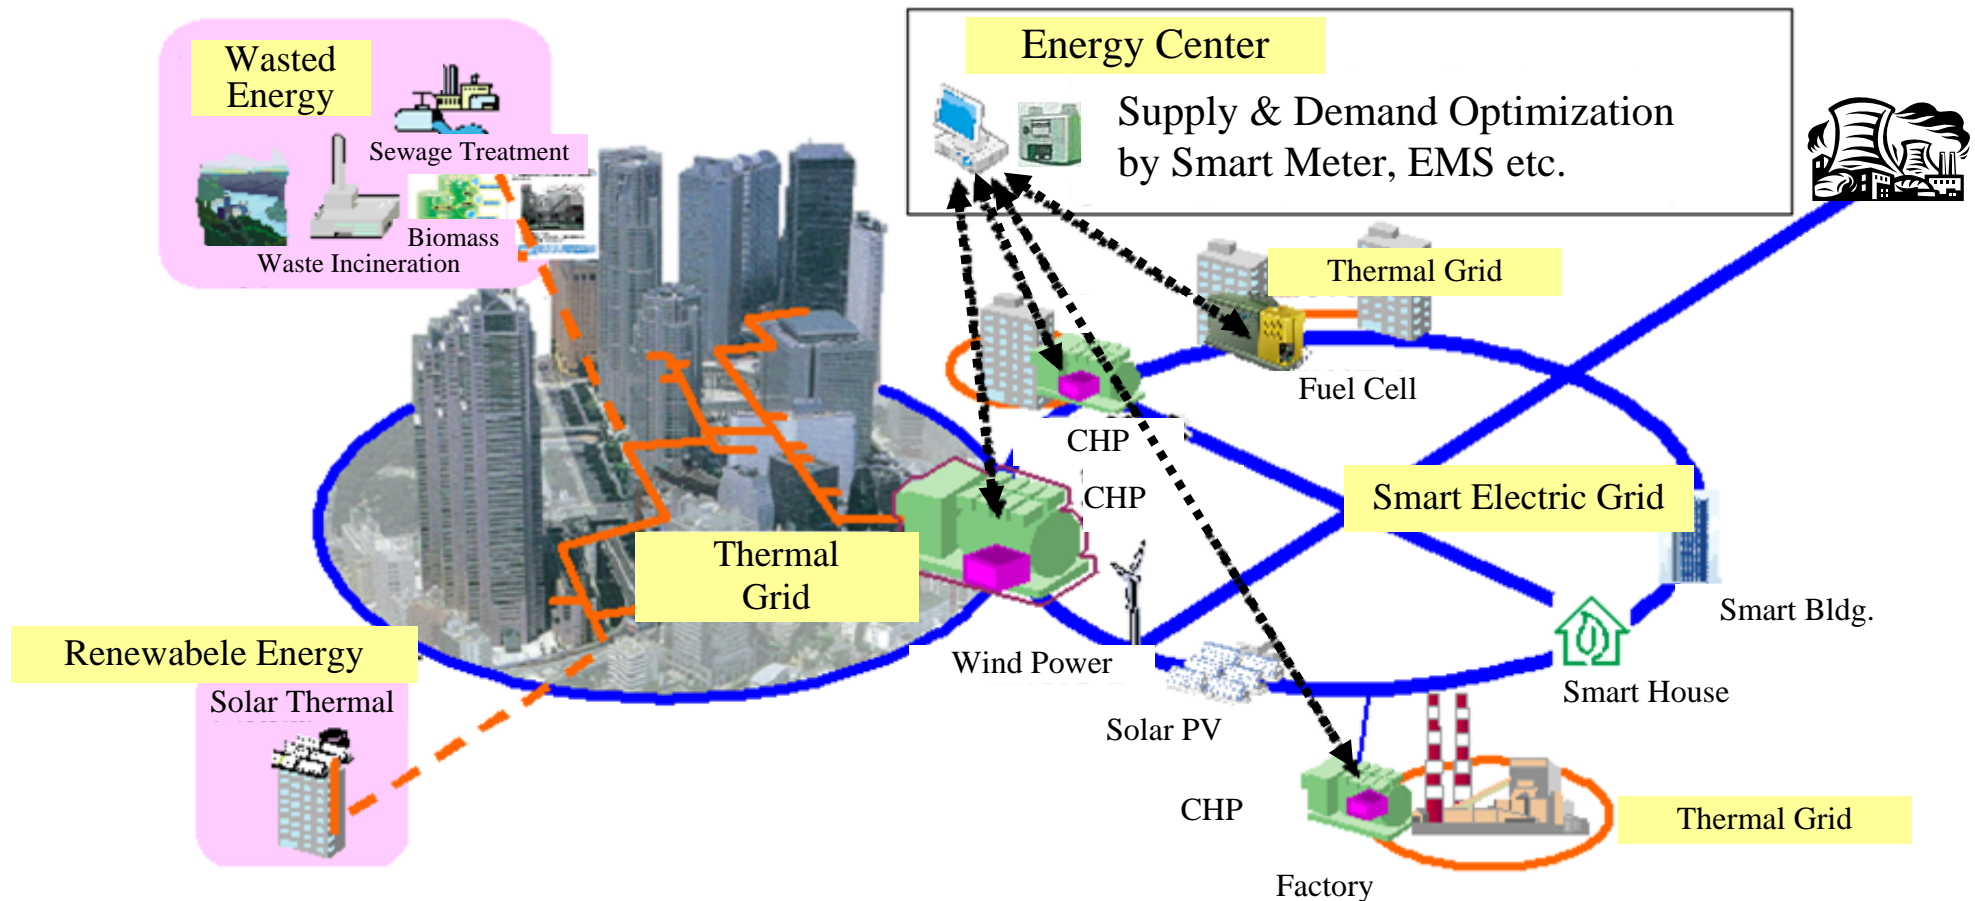 Wasted
Energy
Sewage Treatment
Biomass
Waste Incineration
Energy Center
Supply & Demand Optimization
by Smart Meter, EMS etc.
Thermal Grid
Fuel Cell
CHP
CHP
Smart Electric Grid
Thermal
Grid
Smart Bldg.
Renewabele Energy
Solar Thermal
Wind Power
Smart House
Solar PV
CHP
Thermal Grid
Factory